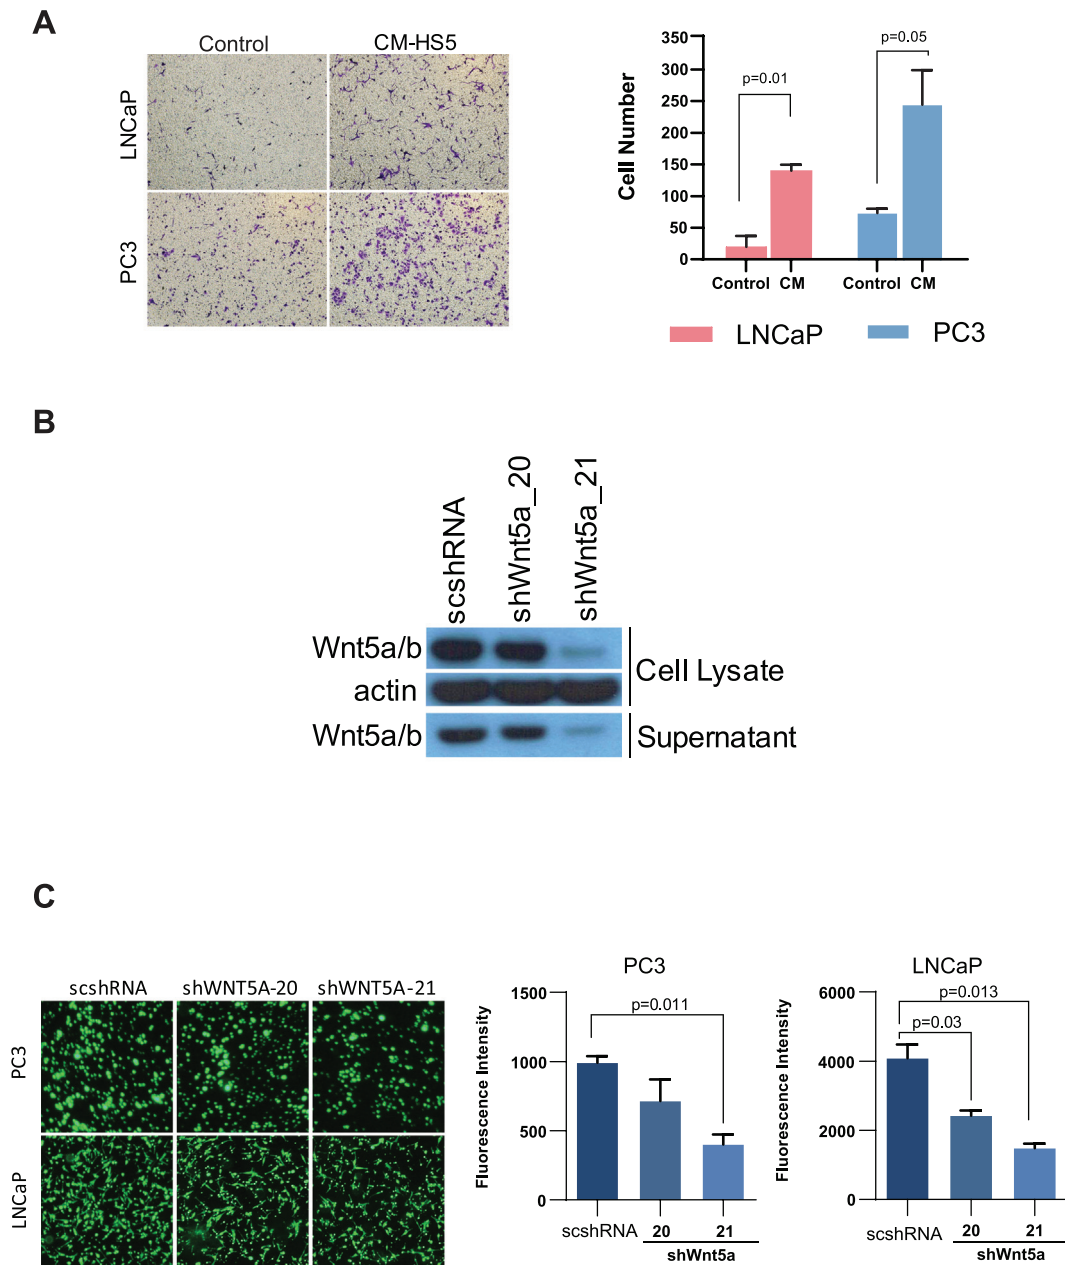 A
Control CM-HS5
LNCaP
PC3
Cell Number
350
300
250
200
150
100
50
0
p=0.01
p=0.05
Control CM Control CM
LNCaP PC3
B
scshRNA
shWnt5a_20
shWnt5a_21
Wnt5a/b
actin
Cell Lysate
Wnt5a/b
Supernatant
C
scshRNA shWNT5A-20 shWNT5A-21
PC3
LNCaP
PC3
Fluorescence Intensity
1500
1000
500
0
p=0.011
scshRNA 20 21
shWnt5a
LNCaP
Fluorescence Intensity
6000
4000
2000
0
p=0.013
p=0.03
scshRNA 20 21
shWnt5a